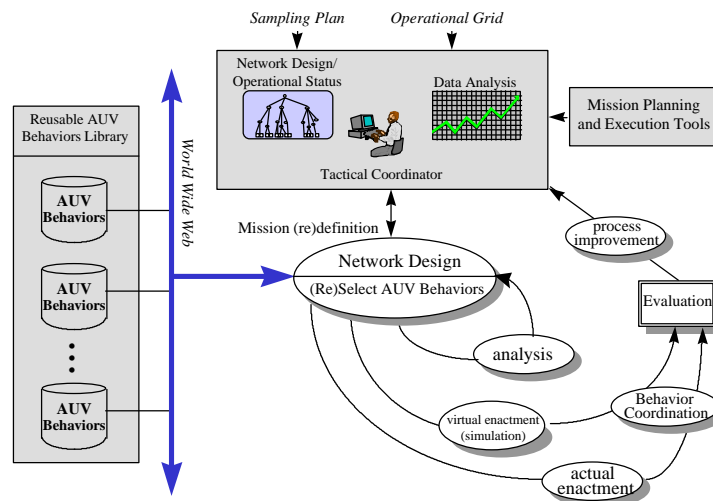 Sampling Plan
Operational Grid
Network Design/
Operational Status
Data Analysis
Tactical Coordinator
Mission Planning
and Execution Tools
Reusable AUV
Behaviors Library
AUV
Behaviors
AUV
Behaviors
AUV
Behaviors
World Wide Web
Mission (re)definition
Network Design
(Re)Select AUV Behaviors
process
improvement
Evaluation
analysis
virtual enactment
(simulation)
Behavior
Coordination
actual
enactment